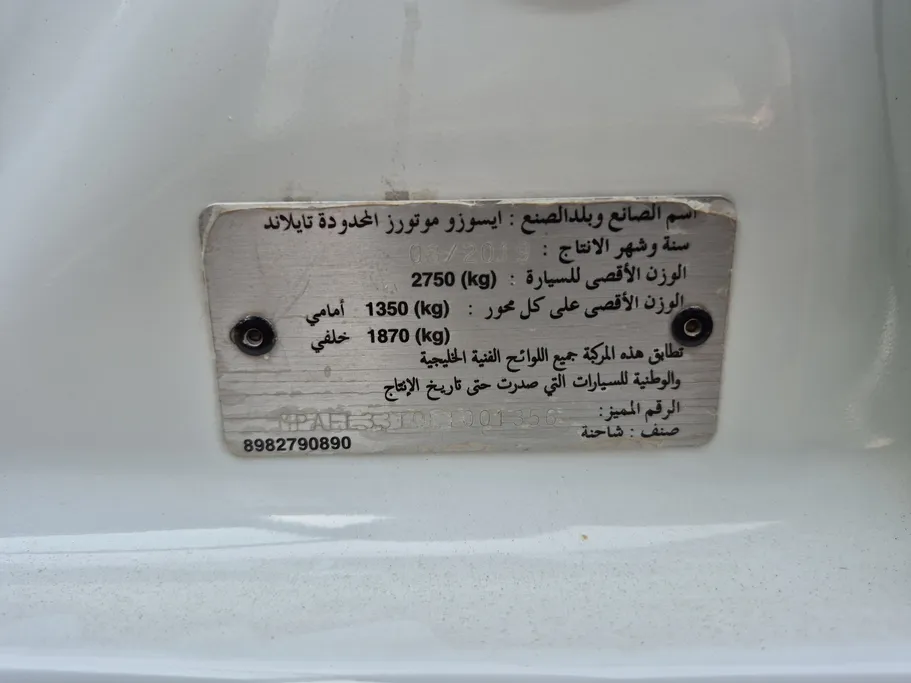 اسم الصانع وبلدالصنع : ايسوزو موتورز المحدودة تايلاند
سنة وشهر الانتاج :
الوزن الأقصى للسيارة : 2750 (kg)
الوزن الأقصى على كل محور : 1350 (kg) أمامي
1870 (kg) خلفي
تطابق هذه المركبة جميع اللوائح الفنية الخليجية
والوطنية للسيارات التي صدرت حتى تاريخ الإنتاج
الرقم المميز:
صنف : شاحنة
8982790890